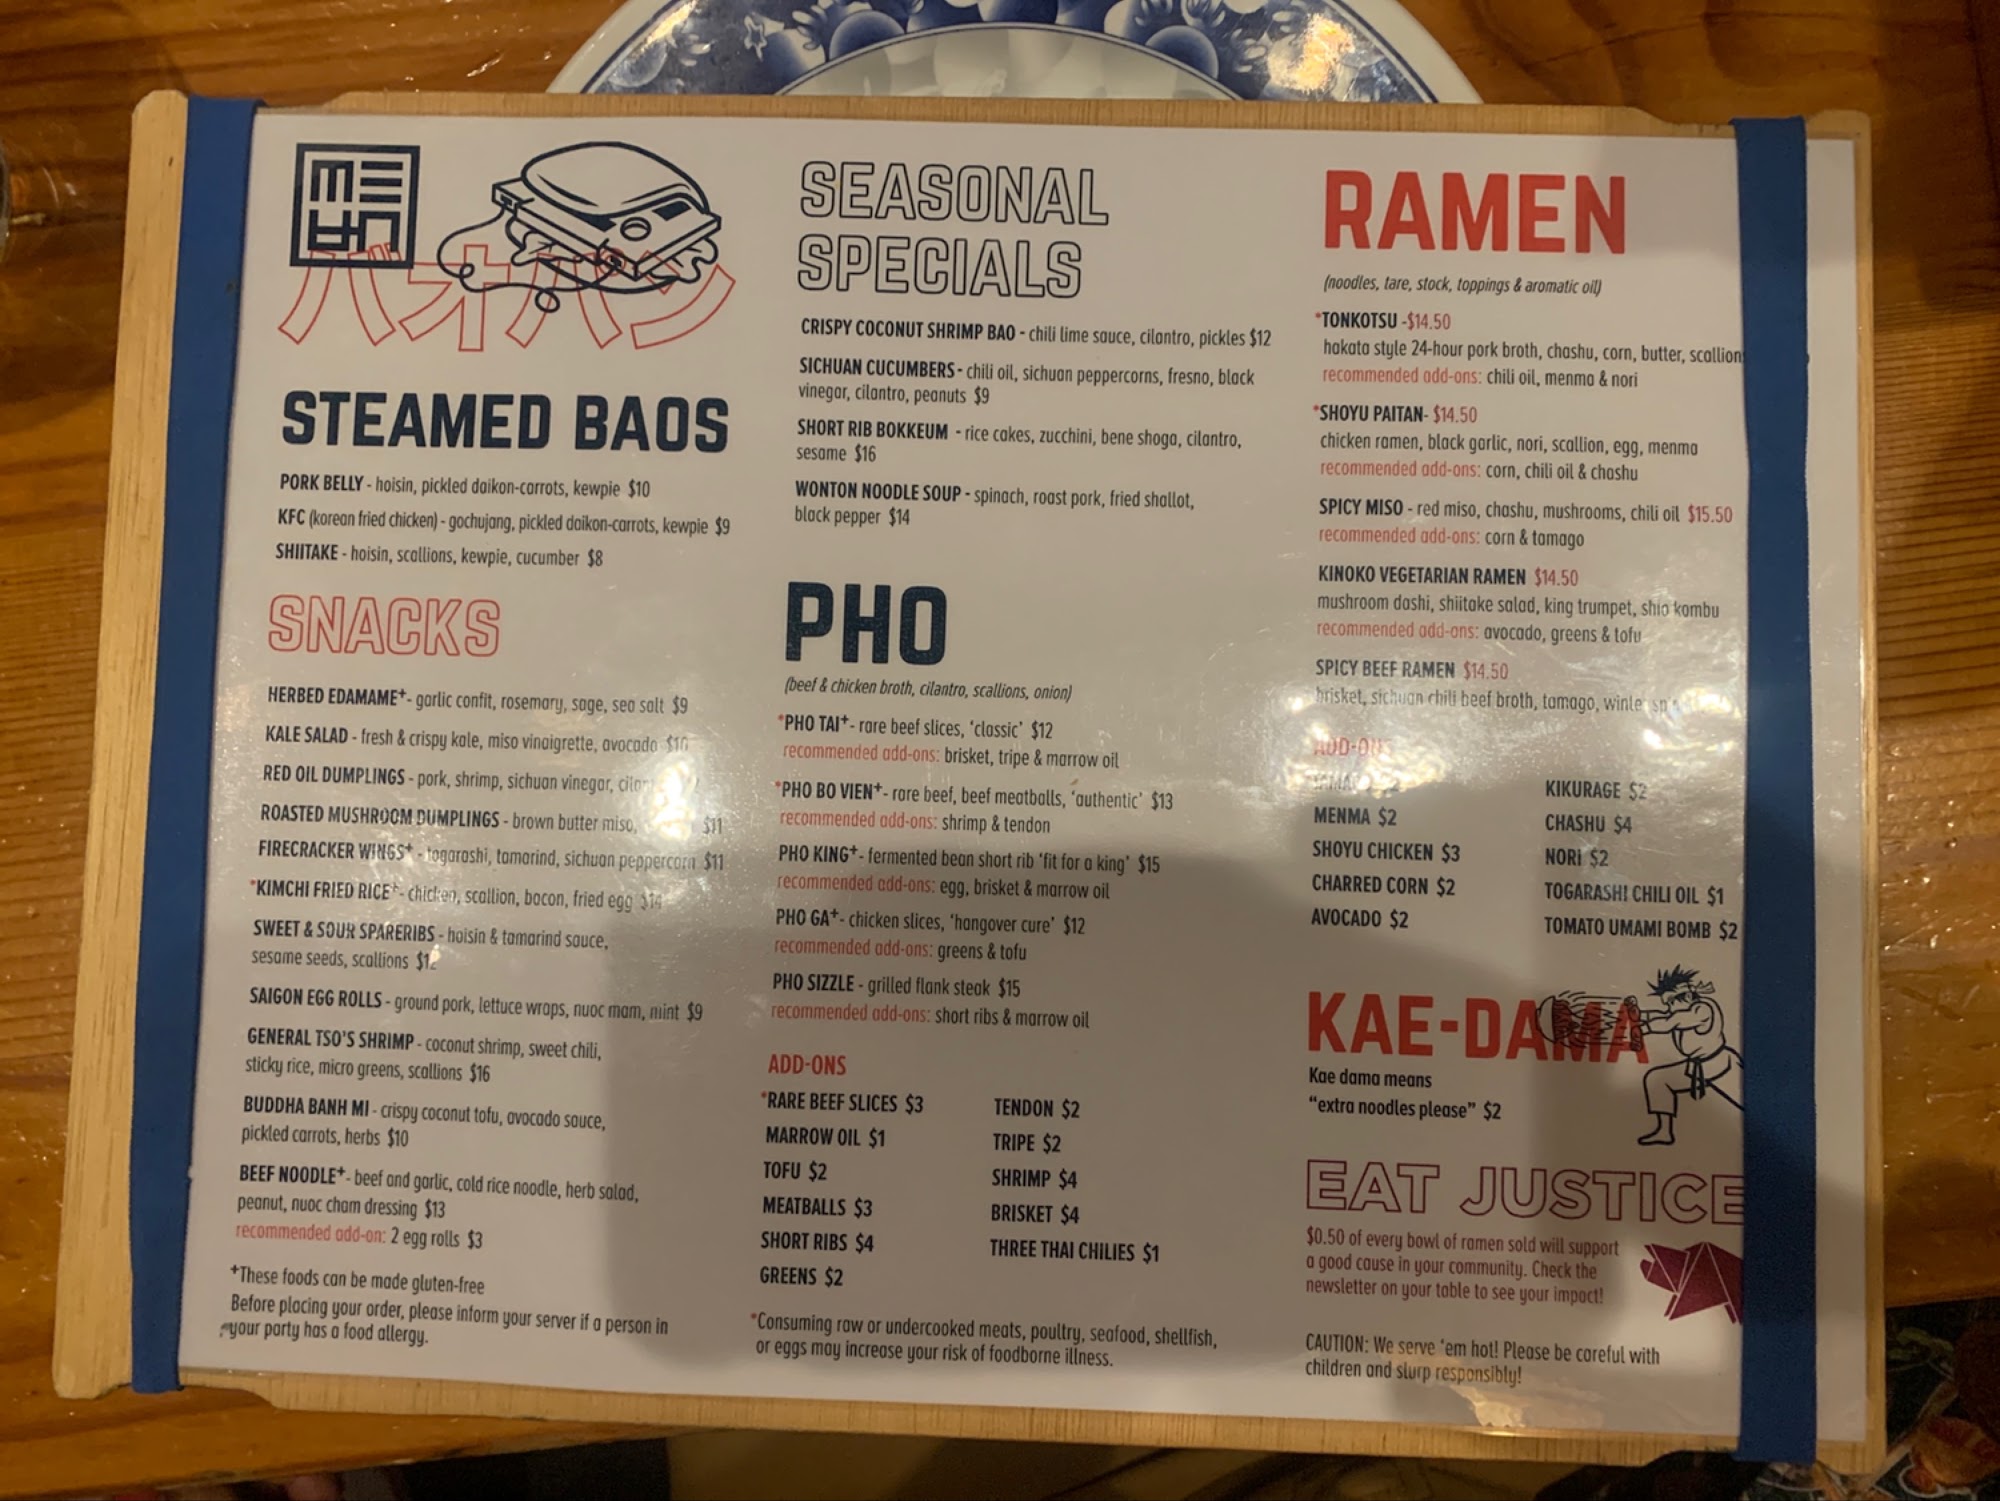 バオバン
STEAMED BAOS
PORK BELLY - hoisin, pickled daikon-carrots, kewpie $10
KFC (korean fried chicken) - gochujang, pickled daikon-carrots, kewpie $9
SHIITAKE - hoisin, scallions, kewpie, cucumber $8
SNACKS
HERBED EDAMAME+- garlic confit, rosemary, sage, sea salt $9
KALE SALAD - fresh & crispy kale, miso vinaigrette, avocado $10
RED OIL DUMPLINGS - pork, shrimp, sichuan vinegar,
ROASTED MUSHROOM DUMPLINGS - brown butter miso, $11
FIRECRACKER WINGS+ - togarashi, tamarind, sichuan peppercorn $11
*KIMCHI FRIED RICE+- chicken, scallion, bacon, fried egg $14
SWEET & SOUR SPARERIBS - hoisin & tamarind sauce,
sesame seeds, scallions $12
SAIGON EGG ROLLS - ground pork, lettuce wraps, nuoc mam, mint $9
GENERAL TSO'S SHRIMP - coconut shrimp, sweet chili,
sticky rice, micro greens, scallions $16
BUDDHA BANH MI - crispy coconut tofu, avocado sauce,
pickled carrots, herbs $10
BEEF NOODLE+- beef and garlic, cold rice noodle, herb salad,
peanut, nuoc cham dressing $13
recommended add-on: 2 egg rolls $3
+These foods can be made gluten-free
Before placing your order, please inform your server if a person in
your party has a food allergy.
SEASONAL
SPECIALS
CRISPY COCONUT SHRIMP BAO - chili lime sauce, cilantro, pickles $12
SICHUAN CUCUMBERS - chili oil, sichuan peppercorns, fresno, black
vinegar, cilantro, peanuts $9
SHORT RIB BOKKEUM - rice cakes, zucchini, bene shoga, cilantro,
sesame $16
WONTON NOODLE SOUP - spinach, roast pork, fried shallot,
black pepper $14
PHO
(beef & chicken broth, cilantro, scallions, onion)
*PHO TAI+- rare beef slices, 'classic' $12
recommended add-ons: brisket, tripe & marrow oil
*PHO BO VIEN+- rare beef, beef meatballs, 'authentic' $13
recommended add-ons: shrimp & tendon
PHO KING+- fermented bean short rib 'fit for a king' $15
recommended add-ons: egg, brisket & marrow oil
PHO GA+- chicken slices, 'hangover cure' $12
recommended add-ons: greens & tofu
PHO SIZZLE - grilled flank steak $15
recommended add-ons: short ribs & marrow oil
ADD-ONS
*RARE BEEF SLICES $3
MARROW OIL $1
TOFU $2
MEATBALLS $3
SHORT RIBS $4
GREENS $2
TENDON $2
TRIPE $2
SHRIMP $4
BRISKET $4
THREE THAI CHILIES $1
*Consuming raw or undercooked meats, poultry, seafood, shellfish,
or eggs may increase your risk of foodborne illness.
RAMEN
(noodles, tare, stock, toppings & aromatic oil)
*TONKOTSU -$14.50
hakata style 24-hour pork broth, chashu, corn, butter, scallion
recommended add-ons: chili oil, menma & nori
*SHOYU PAITAN- $14.50
chicken ramen, black garlic, nori, scallion, egg, menma
recommended add-ons: corn, chili oil & chashu
SPICY MISO - red miso, chashu, mushrooms, chili oil $15.50
recommended add-ons: corn & tamago
KINOKO VEGETARIAN RAMEN $14.50
mushroom dashi, shiitake salad, king trumpet, shio kombu
recommended add-ons: avocado, greens & tofu
SPICY BEEF RAMEN $14.50
brisket, sichuan chili beef broth, tamago,
ADD-ONS
MENMA $2
SHOYU CHICKEN $3
CHARRED CORN $2
AVOCADO $2
KIKURAGE $2
CHASHU $4
NORI $2
TOGARASHI CHILI OIL $1
TOMATO UMAMI BOMB $2
KAE-DAMA
Kae dama means
"extra noodles please" $2
EAT JUSTICE
$0.50 of every bowl of ramen sold will support
a good cause in your community. Check the
newsletter on your table to see your impact!
CAUTION: We serve 'em hot! Please be careful with
children and slurp responsibly!